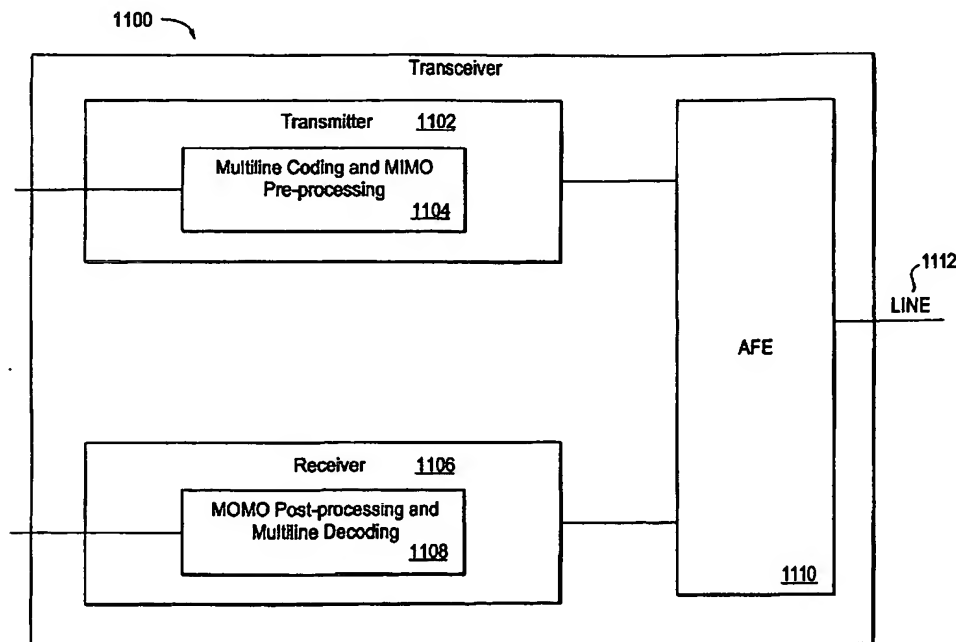 1100
Transceiver
Transmitter 1102
Multiline Coding and MIMO
Pre-processing
1104
1112
LINE
AFE
Receiver 1106
MOMO Post-processing and
Multiline Decoding
1108
1110